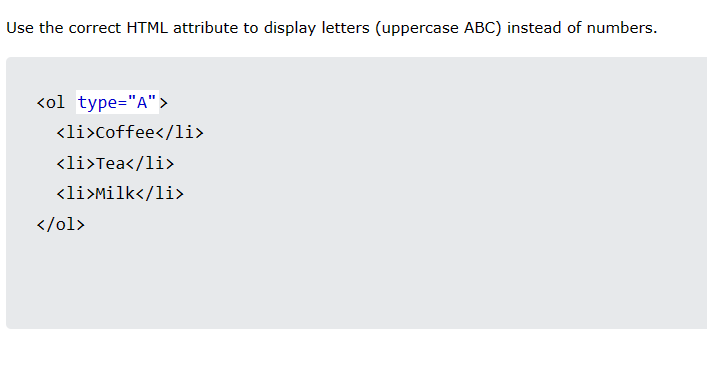 Use the correct HTML attribute to display letters (uppercase ABC) instead of numbers.
<ol type="A">
<li>Coffee</li>
<li>Tea</li>
<li>Milk</li>
</ol>